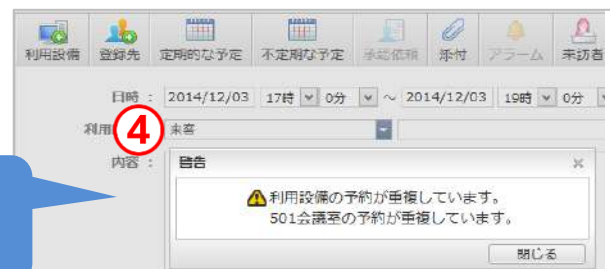 利用設備 登録先 定期的な予定 不定期な予定 承認依頼 添付 アラーム 来訪者
日時 : 2014/12/03 17時 0分 ～ 2014/12/03 19時 0分
利用
4
来客
内容 :
警告
利用設備の予約が重複しています。
501会議室の予約が重複しています。
閉じる